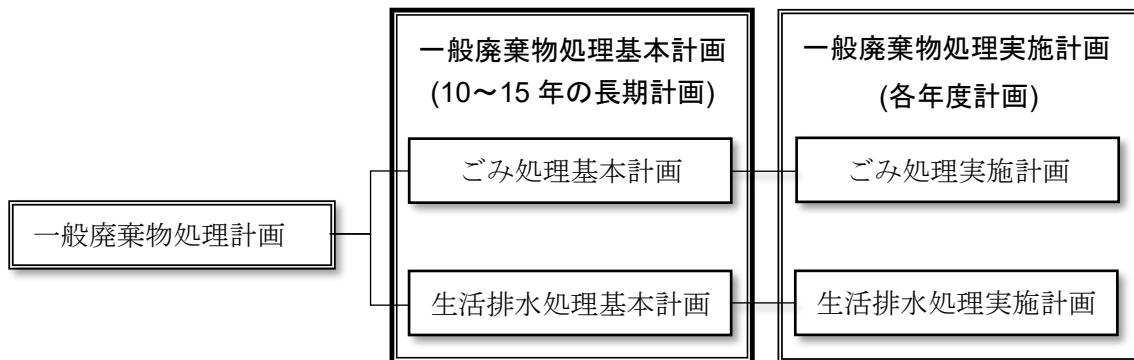 一般廃棄物処理基本計画
(10～15 年の長期計画)
一般廃棄物処理実施計画
(各年度計画)
ごみ処理基本計画
ごみ処理実施計画
一般廃棄物処理計画
生活排水処理基本計画
生活排水処理実施計画